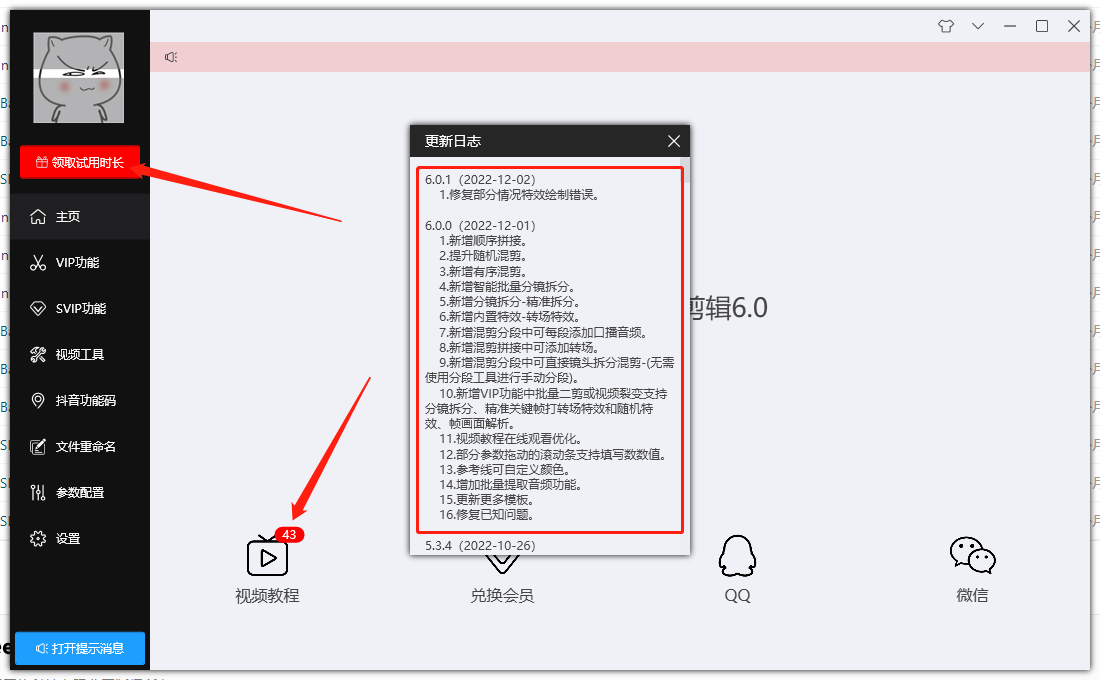 领取试用时长
主页
VIP功能
SVIP功能
视频工具
抖音功能码
文件重命名
参数配置
设置
打开提示消息
更新日志
6.0.1（2022-12-02）
1.修复部分情况特效绘制错误。
6.0.0（2022-12-01）
1.新增顺序拼接。
2.提升随机混剪。
3.新增有序混剪。
4.新增智能批量分镜拆分。
5.新增分镜拆分-精准拆分。
6.新增内置特效-转场特效。
7.新增混剪分段中可每段添加口播音频。
8.新增混剪拼接中可添加转场。
9.新增混剪分段中可直接镜头拆分混剪-(无需
使用分段工具进行手动分段)。
10.新增VIP功能中批量二剪或视频裂变支持
分镜拆分、精准关键帧打转场特效和随机特
效、帧画面解析。
11.视频教程在线观看优化。
12.部分参数拖动的滚动条支持填写数数值。
13.参考线可自定义颜色。
14.增加批量提取音频功能。
15.更新更多模板。
16.修复已知问题。
5.3.4（2022-10-26）
剪辑6.0
43
视频教程
兑换会员
QQ
微信